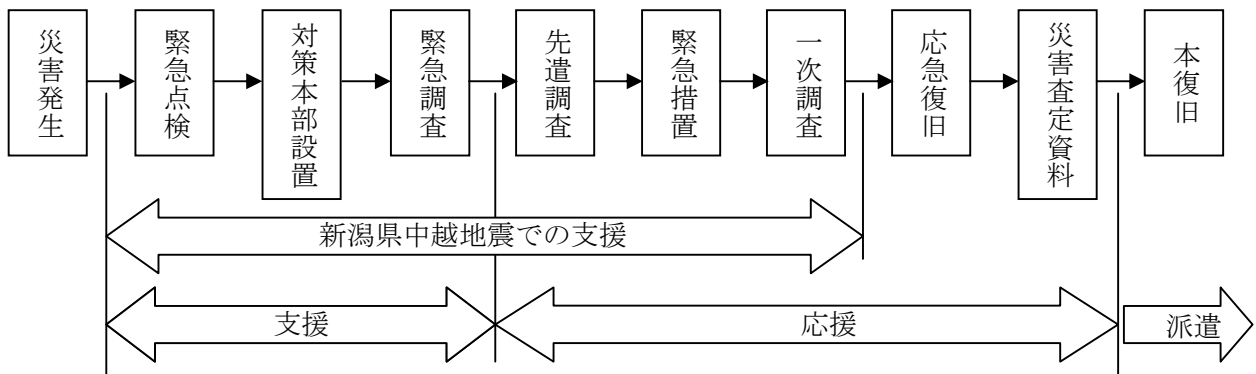 災害発生
緊急点検
対策本部設置
緊急調査
先遣調査
緊急措置
一次調査
応急復旧
災害査定資料
本復旧
新潟県中越地震での支援
支援
応援
派遣